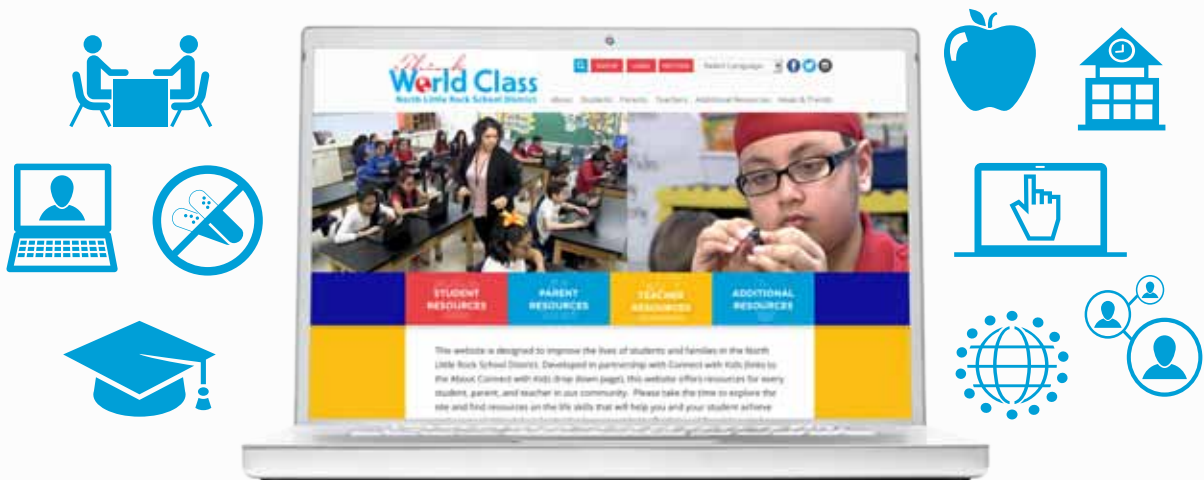 Think
World Class
North Little Rock School District
Select Language
About Students Parents Teachers Additional Resources News & Trends
STUDENT
RESOURCES
PARENT
RESOURCES
TEACHER
RESOURCES
ADDITIONAL
RESOURCES
This website is designed to improve the lives of students and families in the North
Little Rock School District. Developed in partnership with Connect with Kids (links to
the About Connect with Kids drop down page), this website offers resources for every
student, parent, and teacher in our community. Please take the time to explore the
site and find resources on the life skills that will help you and your student achieve